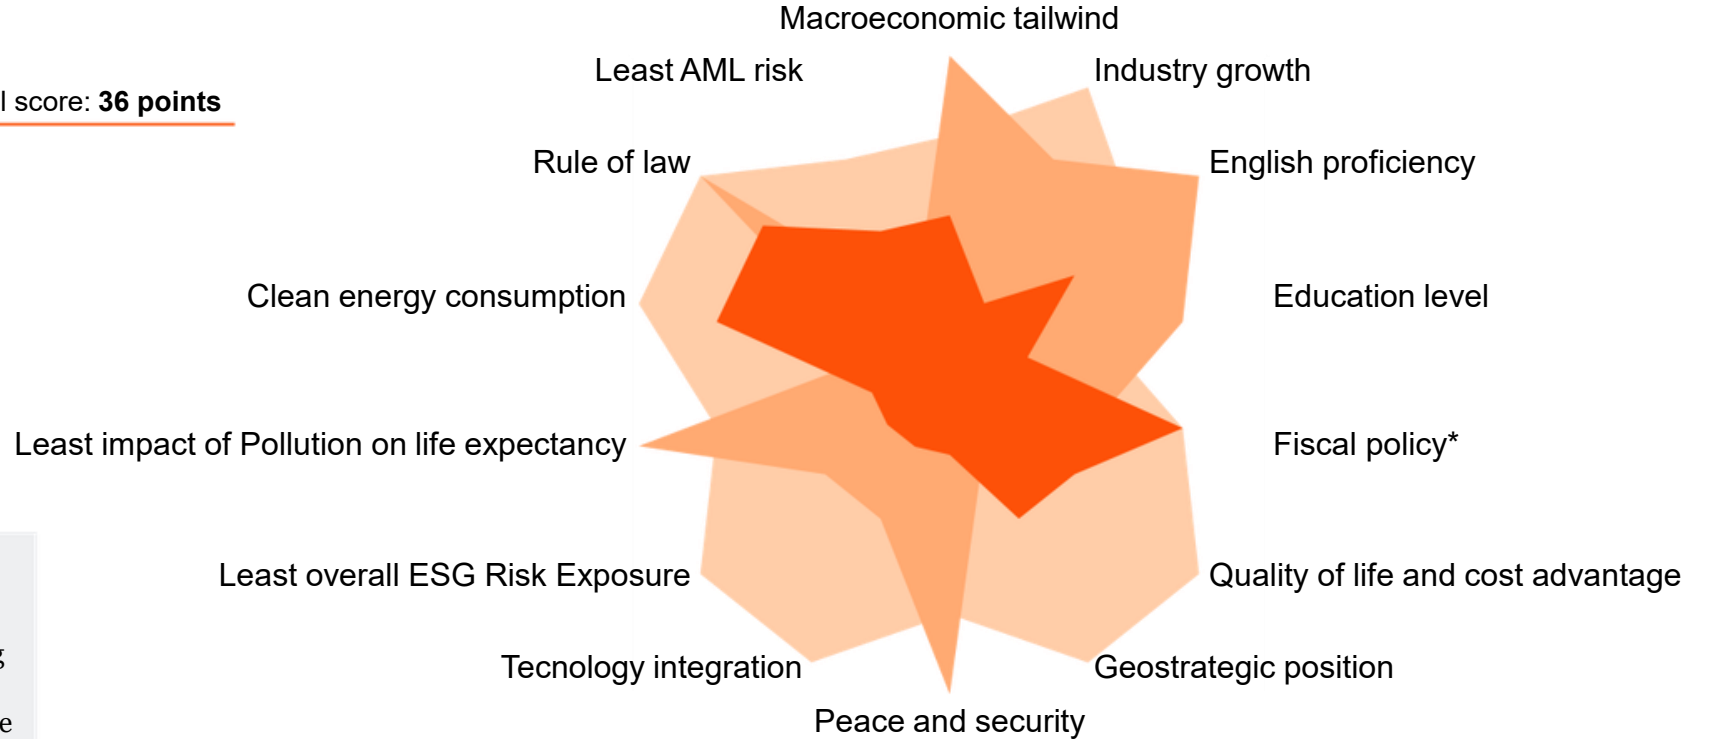 Macroeconomic tailwind
Least AML risk
Industry growth
l score: 36 points
Rule of law
English proficiency
Clean energy consumption
Education level
Least impact of Pollution on life expectancy
Fiscal policy*
Least overall ESG Risk Exposure
Quality of life and cost advantage
g
Tecnology integration
Geostrategic position
e
Peace and security